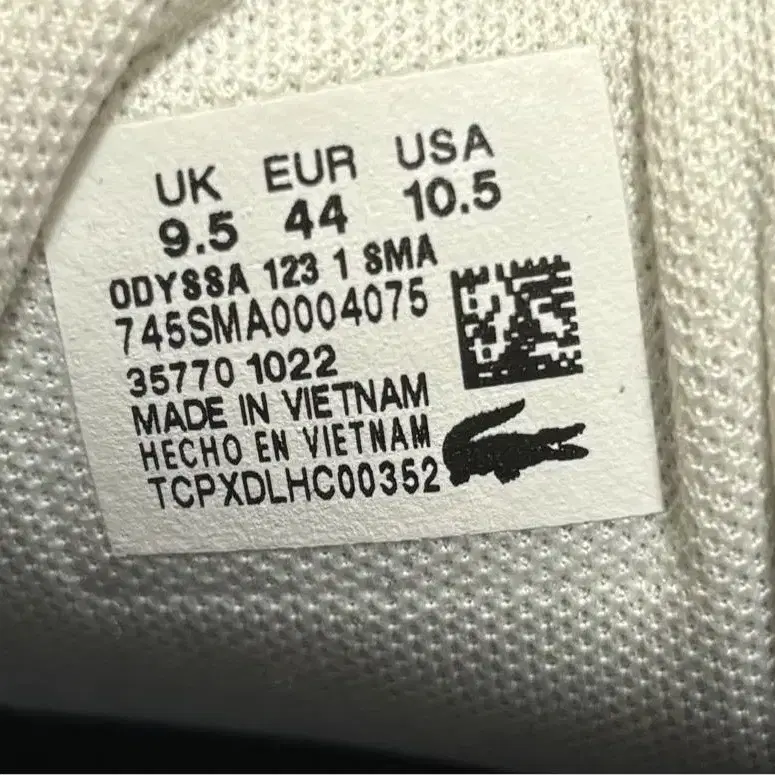 UK EUR USA
9.5 44 10.5
ODYSSA 123 1 SMA
745SMA0004075
35770 1022
MADE IN VIETNAM
HECHO EN VIETNAM
TCPXDLHC00352